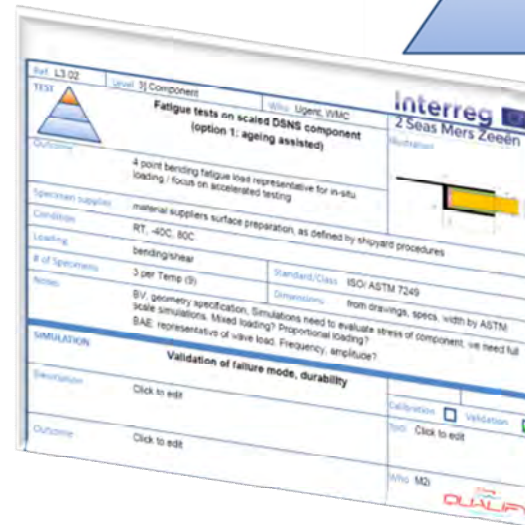 Ref. L3.02
Level 3] Component
Who Ugent, WMC
Interreg
2 Seas Mers Zeeën
TEST
Fatigue tests on scaled DSNS component
(option 1: ageing assisted)
Illustration
Outcome
4 point bending fatigue load representative for in-situ
loading / focus on accelerated testing
Specimen supplies
material suppliers surface preparation, as defined by shipyard procedures
Condition
RT, -40C, 80C
Loading
bending/shear
Standard/Class
ISO/ ASTM 7249
# of Specimens
3 per Temp (9)
Dimensions
from drawings, specs, width by ASTM
Notes
BV, geometry specification, Simulations need to evaluate stress of component, we need full
scale simulations. Mixed loading? Proportional loading?
BAE: representative of wave load. Frequency, amplitude?
SIMULATION
Validation of failure mode, durability
Calibration
Validation
Description
Click to edit
Tool Click to edit
Outcome
Click to edit
Who M2i
QUALIFY